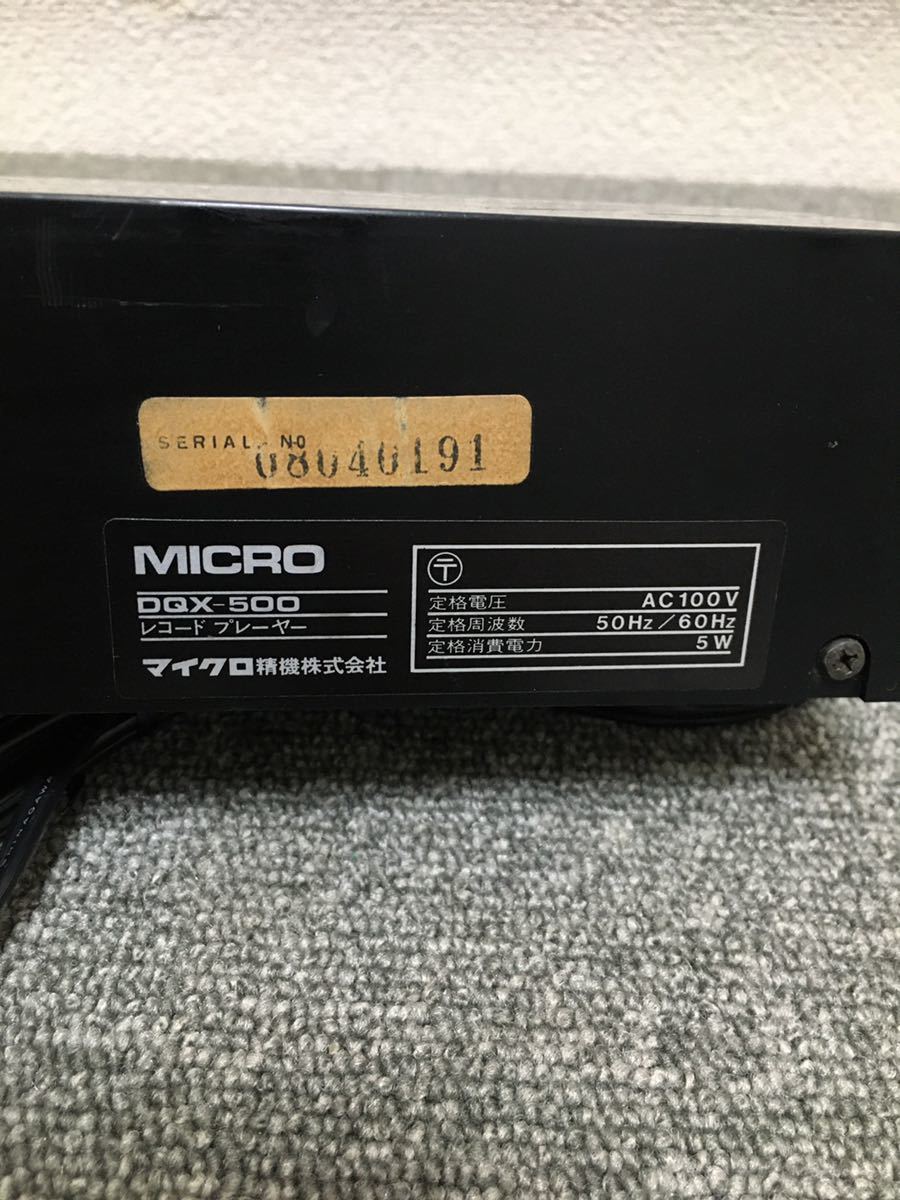 SERIAL NO
08040191
MICRO
DQX-500
レコード プレーヤー
マイクロ精機株式会社
〒
定格電圧 AC100V
定格周波数 50Hz/60Hz
定格消費電力 5W